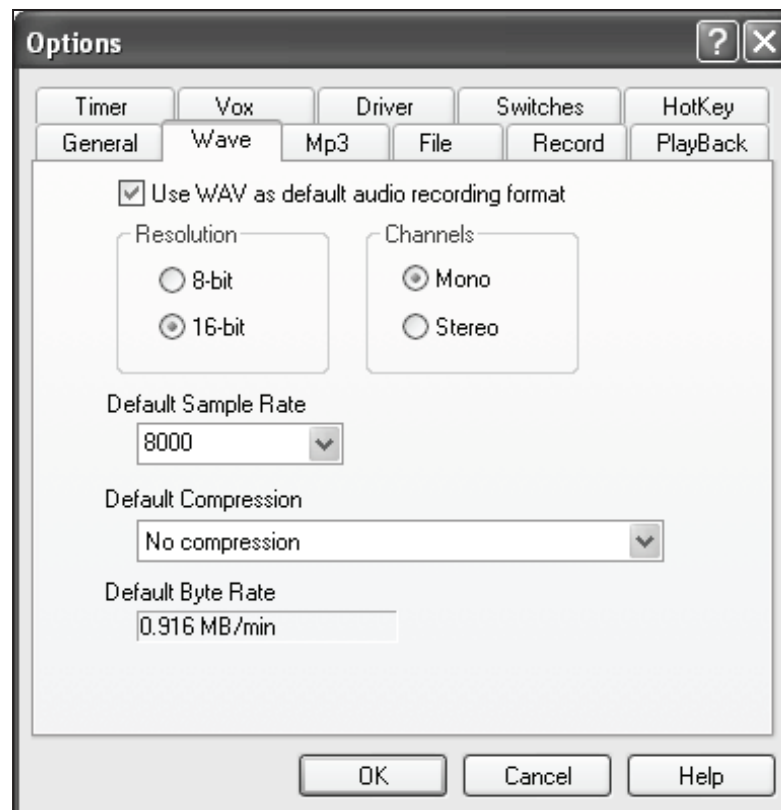 Options
Timer Vox Driver Switches HotKey
General Wave Mp3 File Record PlayBack
Use WAV as default audio recording format
Resolution Channels
8-bit Mono
16-bit Stereo
Default Sample Rate
8000
Default Compression
No compression
Default Byte Rate
0.916 MB/min
OK Cancel Help